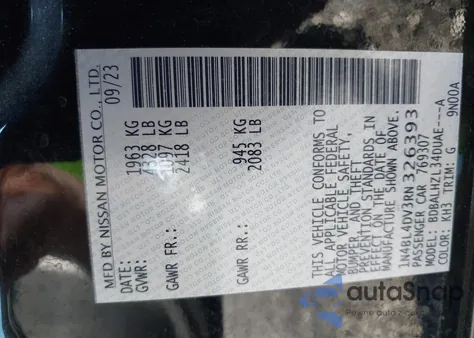 MFD BY NISSAN MOTOR CO., LTD.
DATE: 09/23
GVWR: 1963 KG
4328 LB
GAWR FR.: 1097 KG
2418 LB
GAWR RR.: 945 KG
2083 LB
THIS VEHICLE CONFORMS TO
ALL APPLICABLE FEDERAL
MOTOR VEHICLE SAFETY,
BUMPER, AND THEFT
PREVENTION STANDARDS IN
EFFECT ON THE DATE OF
MANUFACTURE SHOWN ABOVE.
1N4BL4DV3RN326393
PASSENGER CAR 769307
COLOR: KH3 TRIM: G 9N00A
autoSnap
Pewne auto z